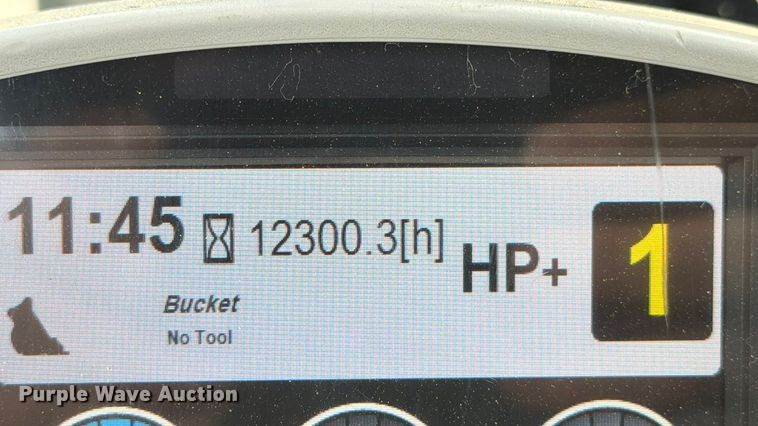 11:45 12300.3[h] HP+ 1
Bucket
No Tool
Purple Wave Auction